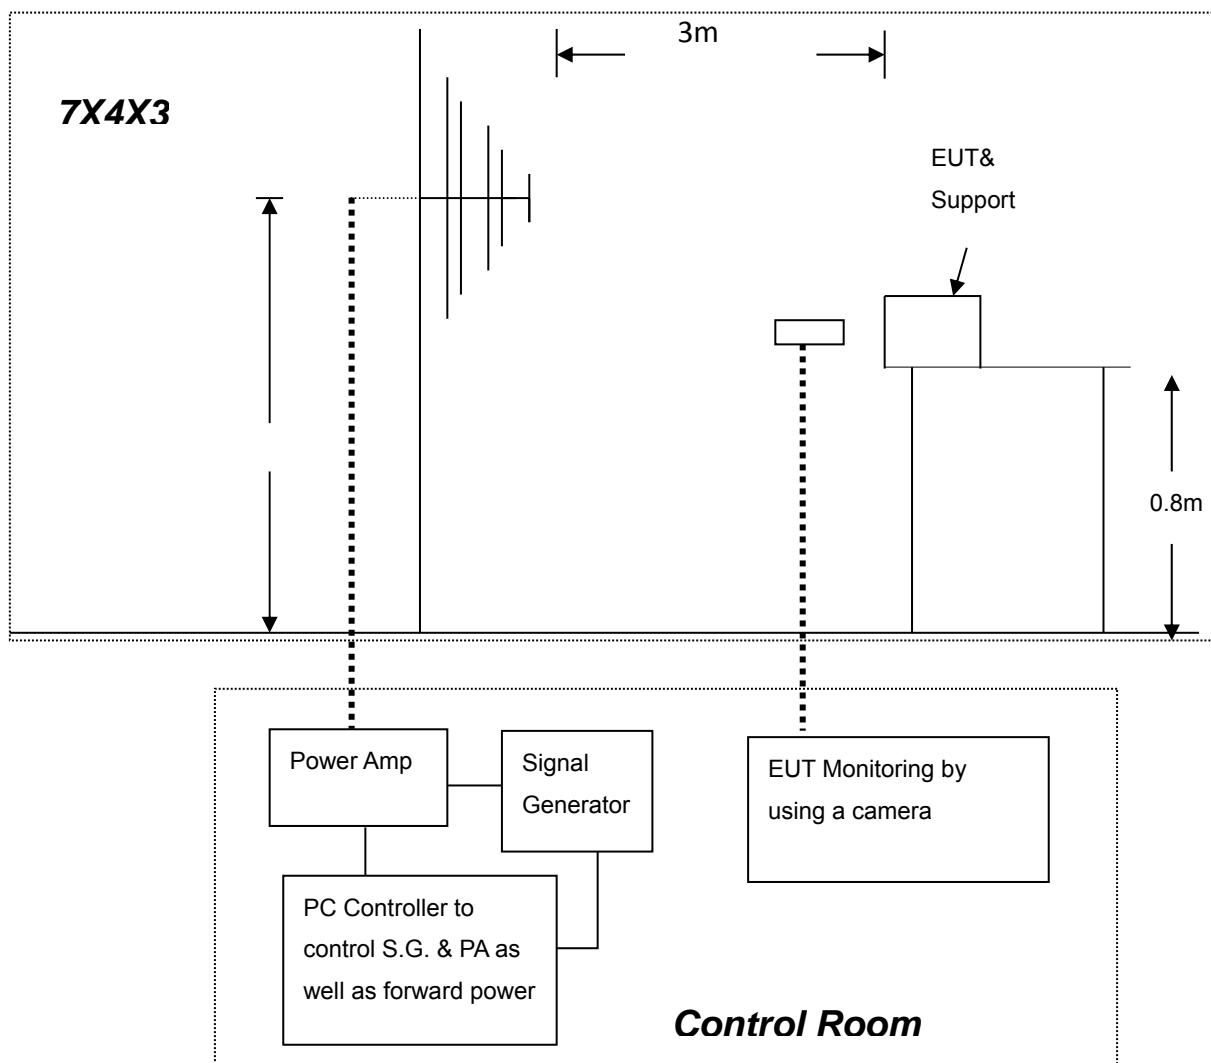 3m
7X4X3
EUT&
Support
0.8m
Power Amp
Signal
Generator
EUT Monitoring by
using a camera
PC Controller to
control S.G. & PA as
well as forward power
Control Room